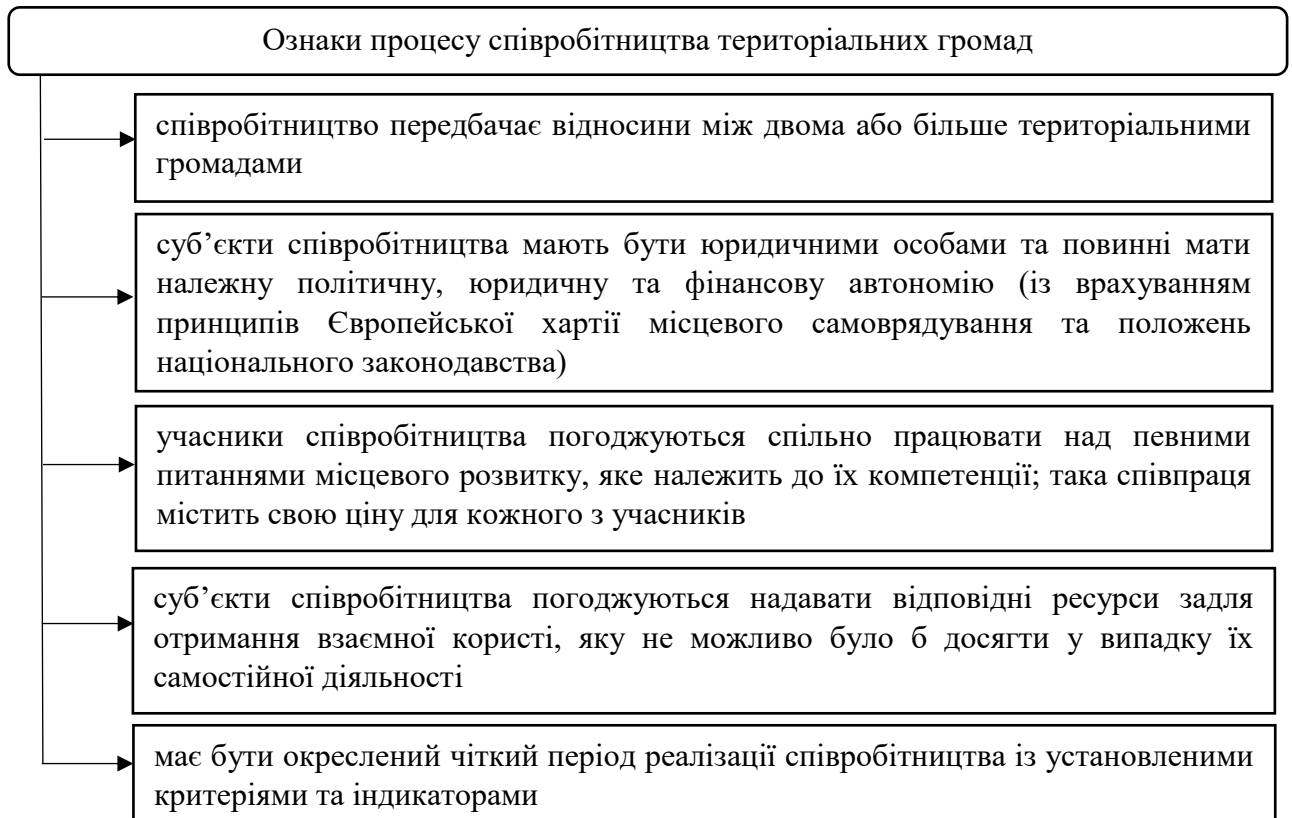 Ознаки процесу співробітництва територіальних громад
співробітництво передбачає відносини між двома або більше територіальними
громадами
суб’єкти співробітництва мають бути юридичними особами та повинні мати
належну політичну, юридичну та фінансову автономію (із врахуванням
принципів Європейської хартії місцевого самоврядування та положень
національного законодавства)
учасники співробітництва погоджуються спільно працювати над певними
питаннями місцевого розвитку, яке належить до їх компетенції; така співпраця
містить свою ціну для кожного з учасників
суб’єкти співробітництва погоджуються надавати відповідні ресурси задля
отримання взаємної користі, яку не можливо було б досягти у випадку їх
самостійної діяльності
має бути окреслений чіткий період реалізації співробітництва із установленими
критеріями та індикаторами